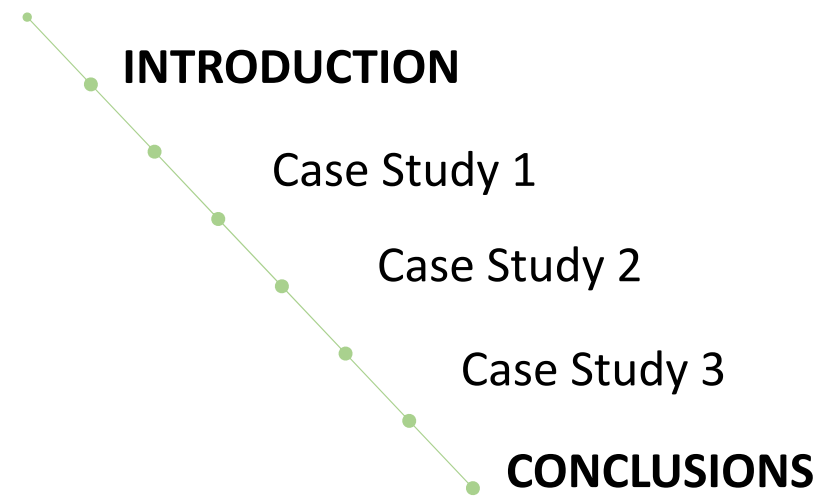 INTRODUCTION
Case Study 1
Case Study 2
Case Study 3
CONCLUSIONS